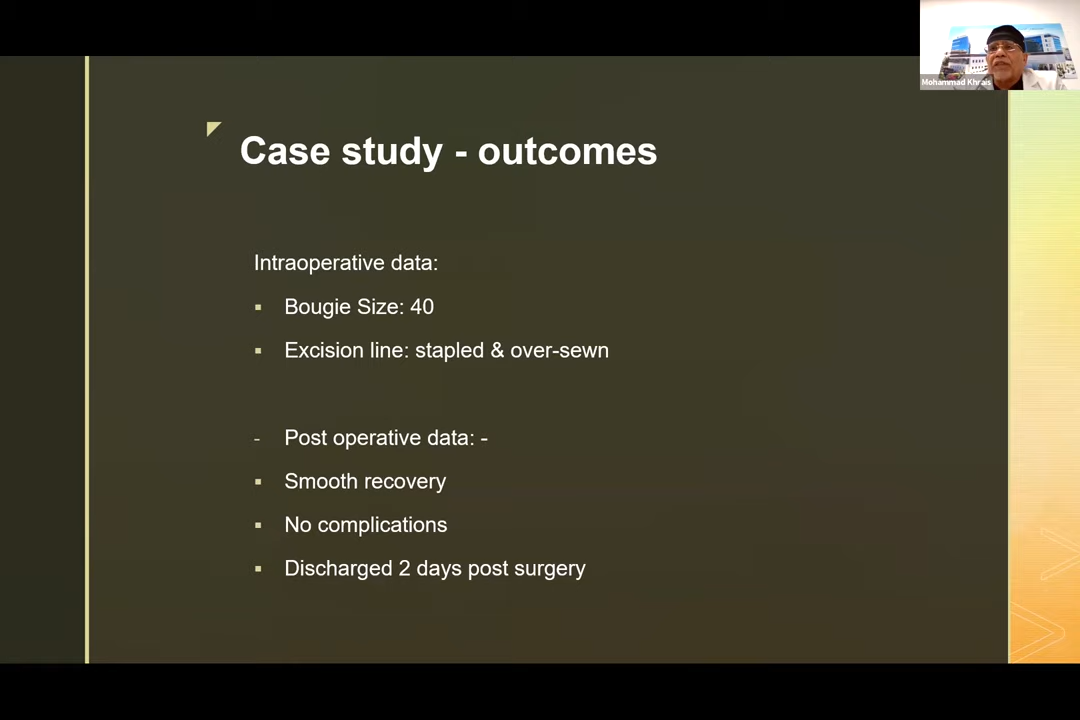 Mohammad Khrais
Case study - outcomes
Intraoperative data:
▪ Bougie Size: 40
▪ Excision line: stapled & over-sewn
- Post operative data: -
▪ Smooth recovery
▪ No complications
▪ Discharged 2 days post surgery